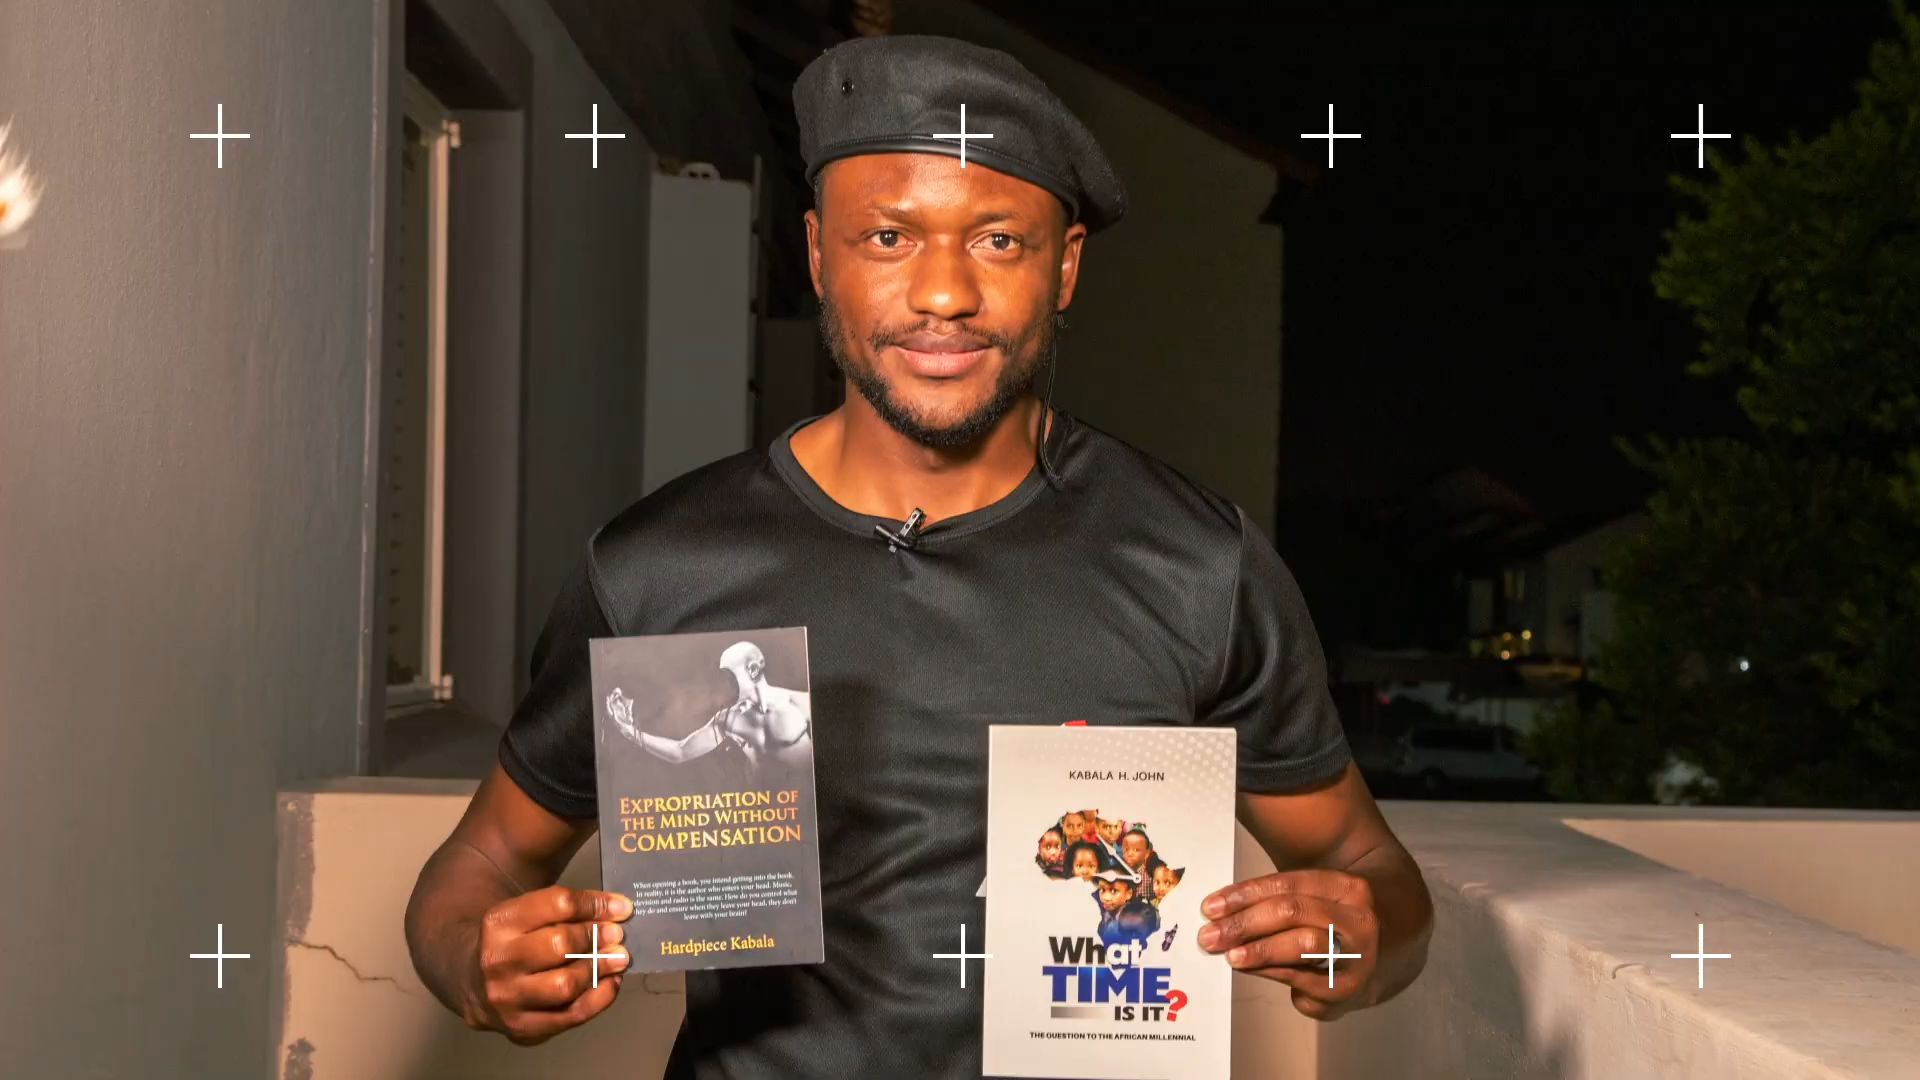 EXPROPRIATION OF
THE MIND WITHOUT
COMPENSATION
When opening a book, you intend getting into the book.
In reality, it is the author who enters your head. Music,
television and radio is the same. How do you control what
they do and ensure when they leave your head, they don't
leave with your brain?
Hardpiece Kabala
KABALA H. JOHN
What
TIME
IS IT?
THE QUESTION TO THE AFRICAN MILLENNIAL